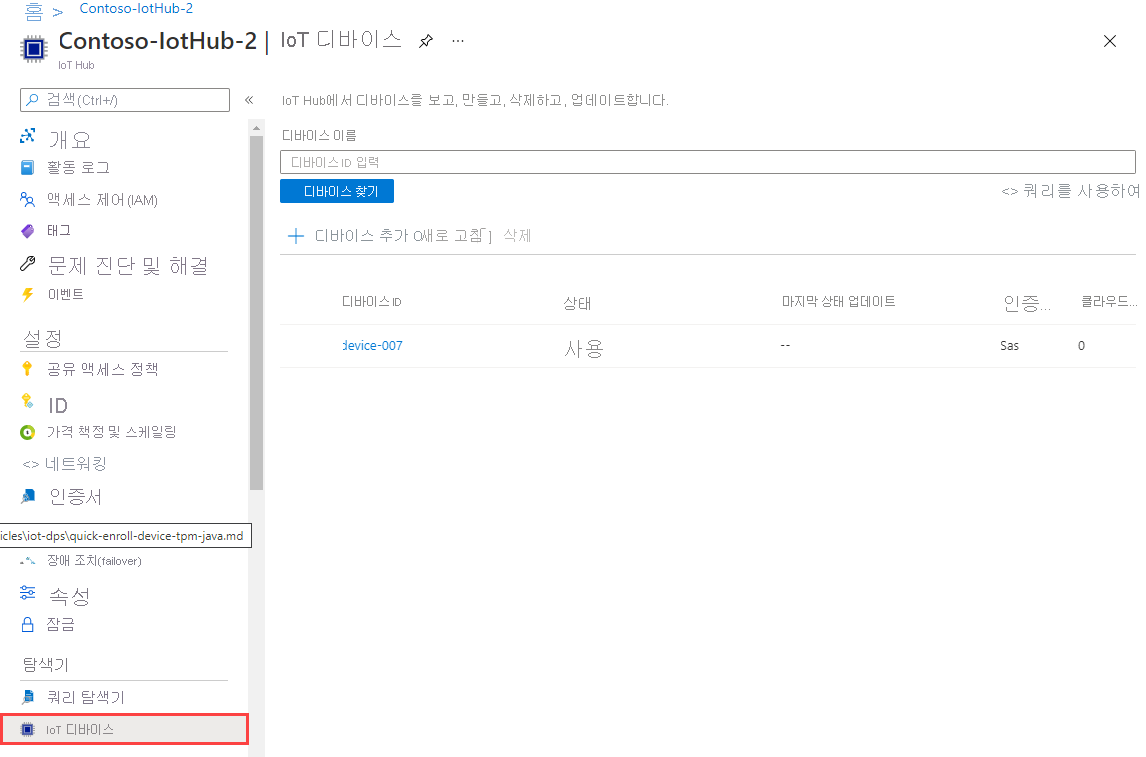 홈 > Contoso-IotHub-2
Contoso-IotHub-2 | IoT 디바이스 ...
IoT Hub
검색(Ctrl+/) «
개요
활동 로그
액세스 제어(IAM)
태그
문제 진단 및 해결
이벤트
설정
공유 액세스 정책
ID
가격 책정 및 스케일링
<> 네트워킹
인증서
icles\iot-dps\quick-enroll-device-tpm-java.md
장애 조치(failover)
속성
잠금
탐색기
쿼리 탐색기
IoT 디바이스
IoT Hub에서 디바이스를 보고, 만들고, 삭제하고, 업데이트합니다.
디바이스 이름
디바이스 ID 입력
디바이스 찾기
<> 쿼리를 사용하여
디바이스 추가 새로 고침 삭제
디바이스 ID 상태 마지막 상태 업데이트 인증... 클라우드...
device-007 사용 -- Sas 0